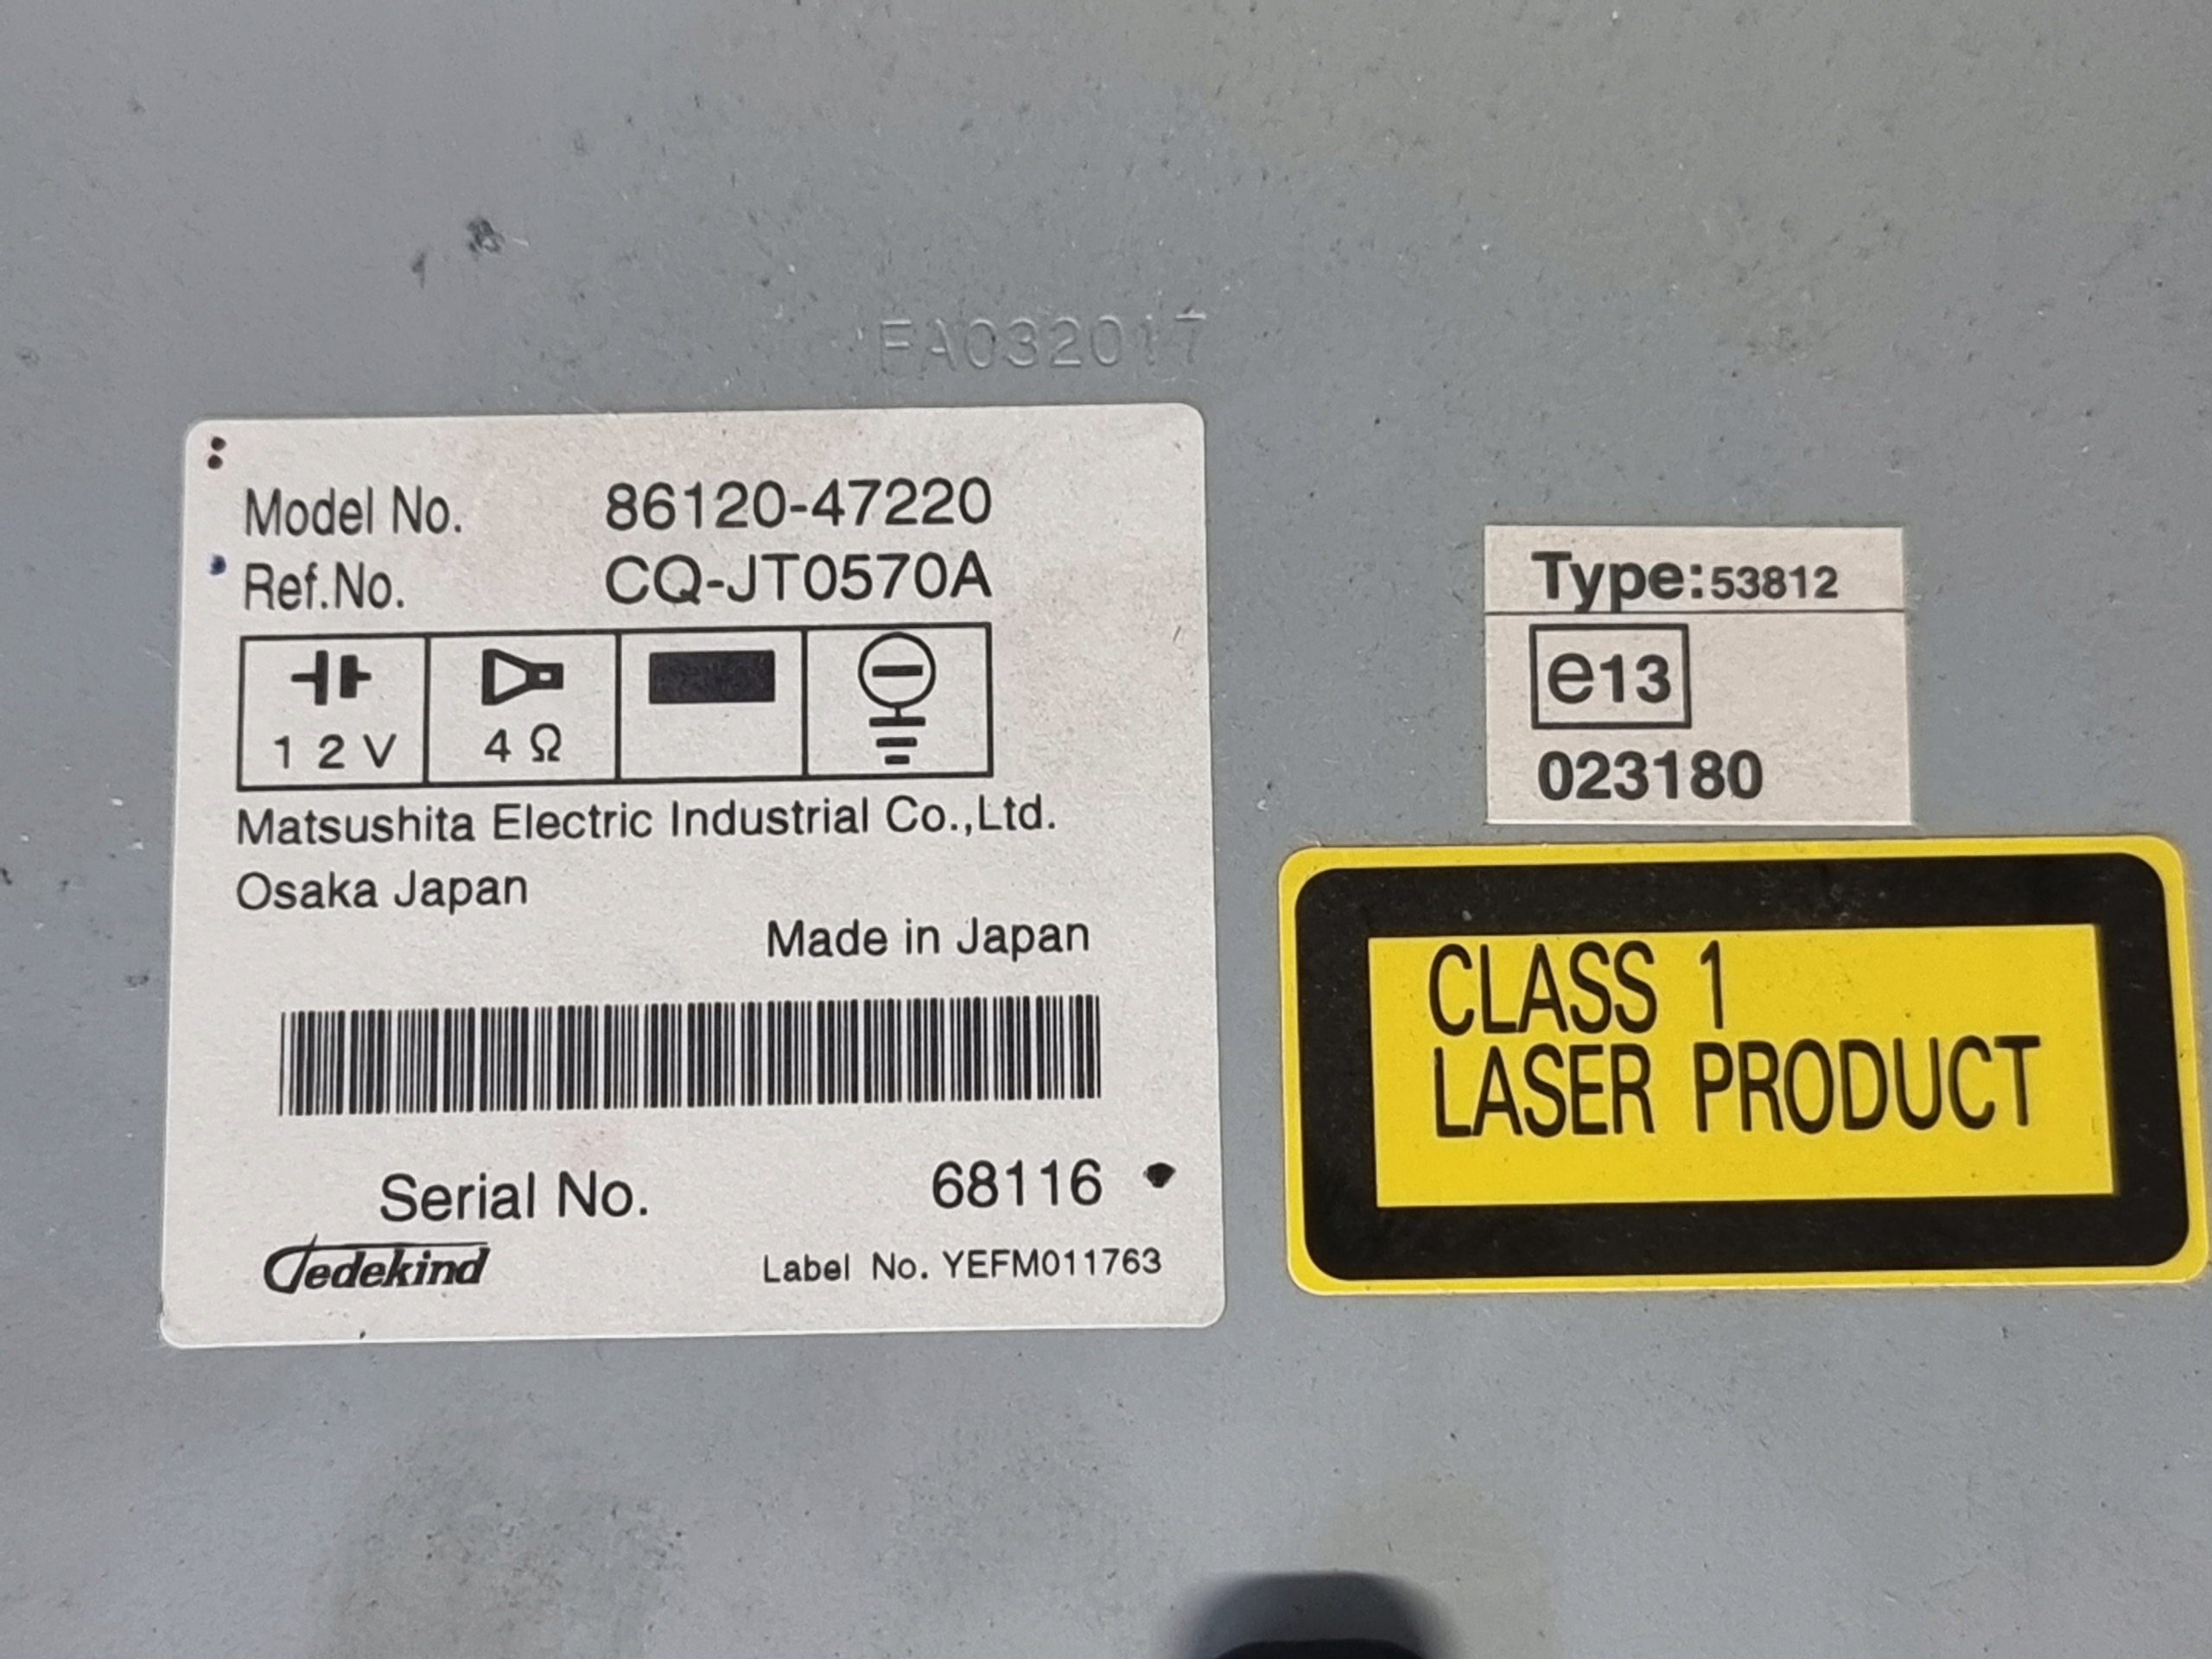 FA032017
Model No. 86120-47220
Ref.No. CQ-JT0570A
12V 4Ω
Matsushita Electric Industrial Co.,Ltd.
Osaka Japan
Made in Japan
Serial No. 68116
Tedekind Label No. YEFM011763
Type:53812
e13
023180
CLASS 1
LASER PRODUCT